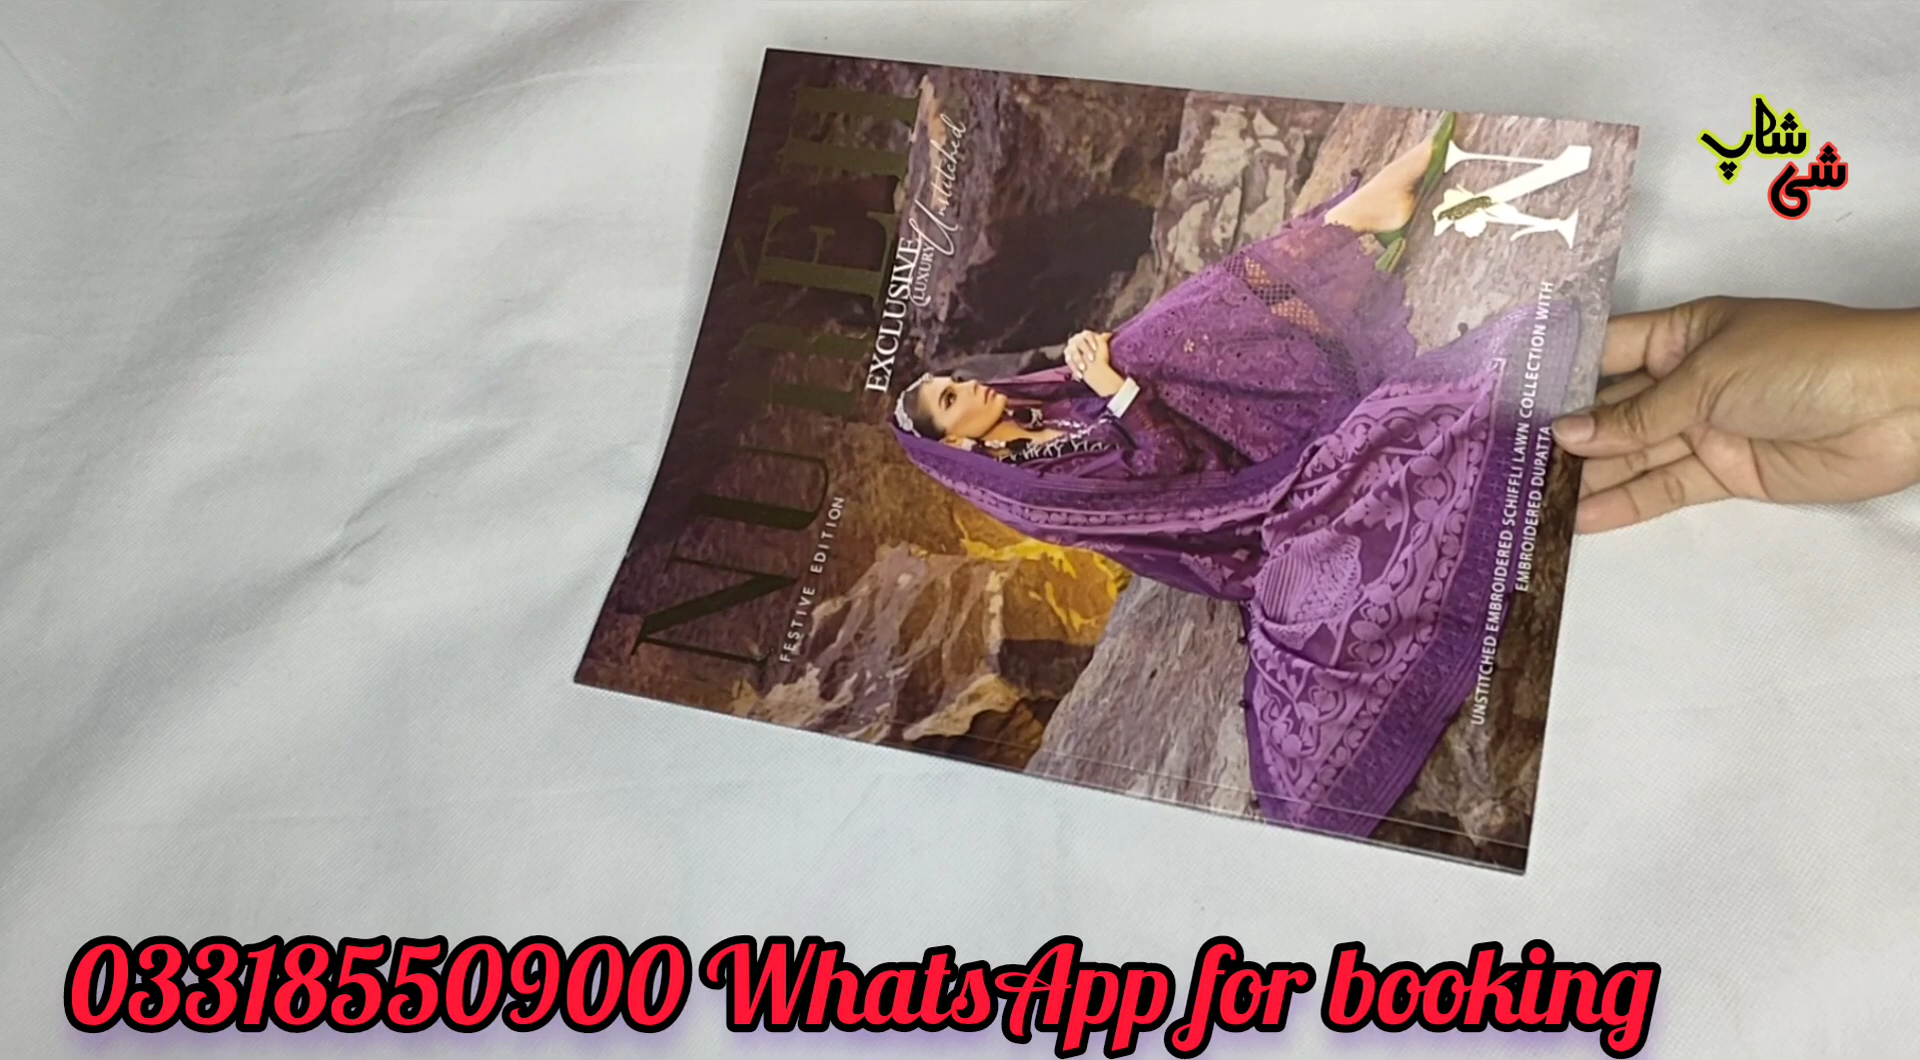 NUREH
FESTIVE EDITION
EXCLUSIVE
LUXURY Unstitched
N
UNSTITCHED EMBROIDERED SCHIFFLI LAWN COLLECTION WITH
EMBROIDERED DUPATTA
شی شاپ
03318550900 WhatsApp for booking